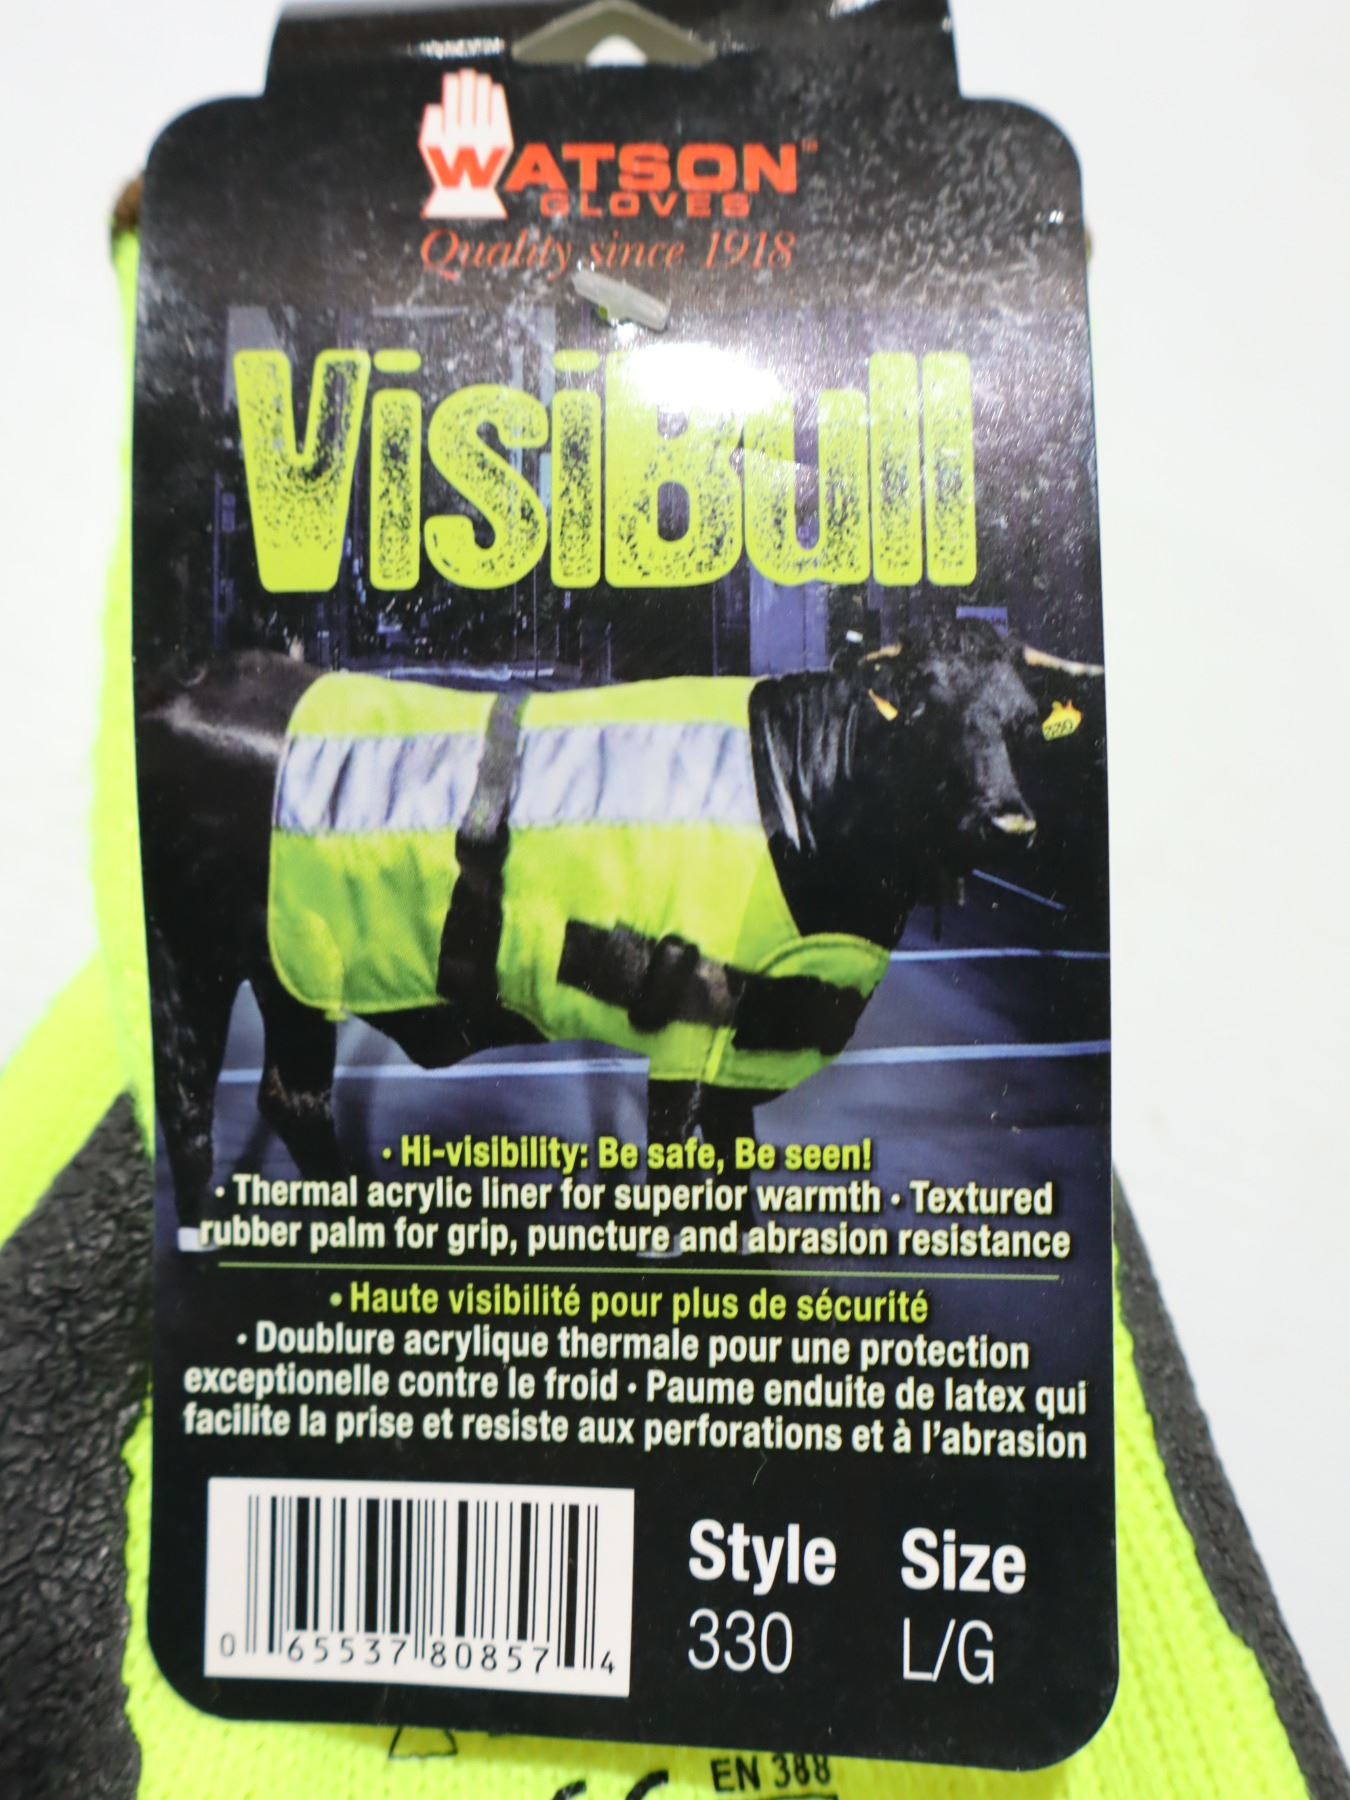 WATSON™
GLOVES
Quality since 1918
VisiBull
330
• Hi-visibility: Be safe, Be seen!
• Thermal acrylic liner for superior warmth • Textured
rubber palm for grip, puncture and abrasion resistance
• Haute visibilité pour plus de sécurité
• Doublure acrylique thermale pour une protection
exceptionelle contre le froid • Paume enduite de latex qui
facilite la prise et resiste aux perforations et à l'abrasion
Style Size
330 L/G
0 65537 80857 4
EN 388
CE